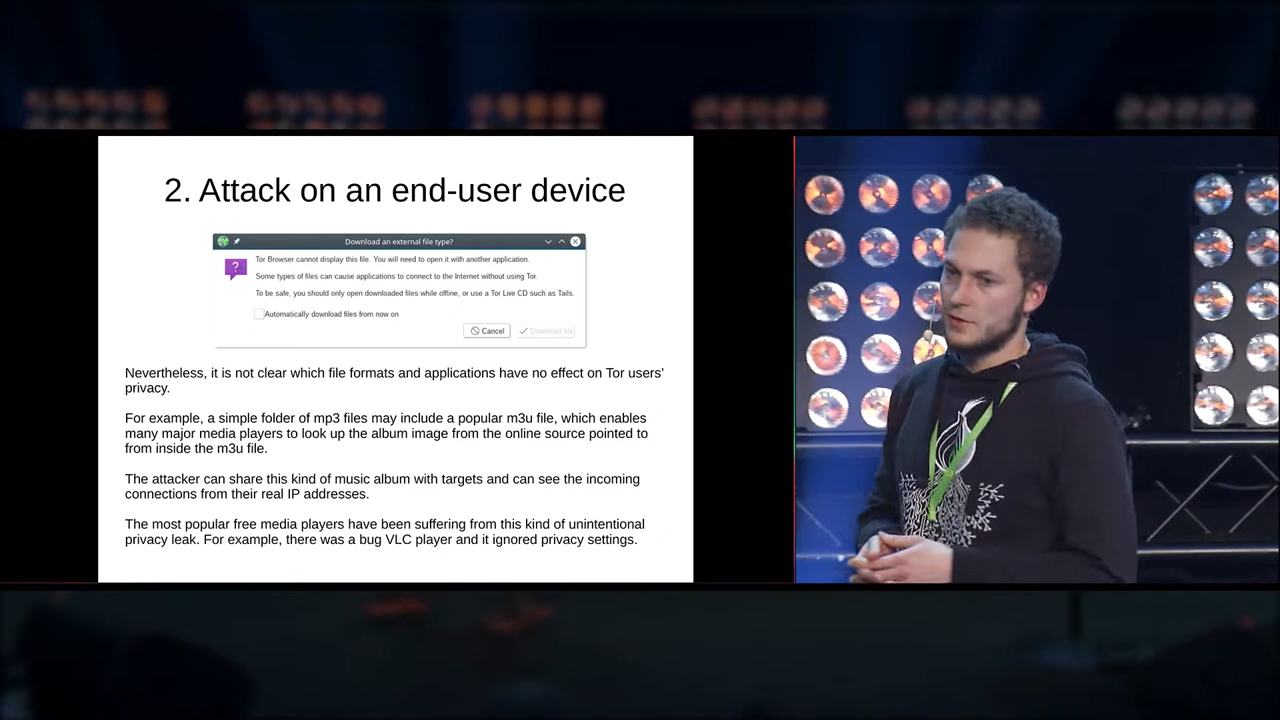 2. Attack on an end-user device
Download an external file type?
Tor Browser cannot display this file. You will need to open it with another application.
Some types of files can cause applications to connect to the Internet without using Tor.
To be safe, you should only open downloaded files while offline, or use a Tor Live CD such as Tails.
Automatically download files from now on
Cancel
Download file
Nevertheless, it is not clear which file formats and applications have no effect on Tor users’
privacy.
For example, a simple folder of mp3 files may include a popular m3u file, which enables
many major media players to look up the album image from the online source pointed to
from inside the m3u file.
The attacker can share this kind of music album with targets and can see the incoming
connections from their real IP addresses.
The most popular free media players have been suffering from this kind of unintentional
privacy leak. For example, there was a bug VLC player and it ignored privacy settings.